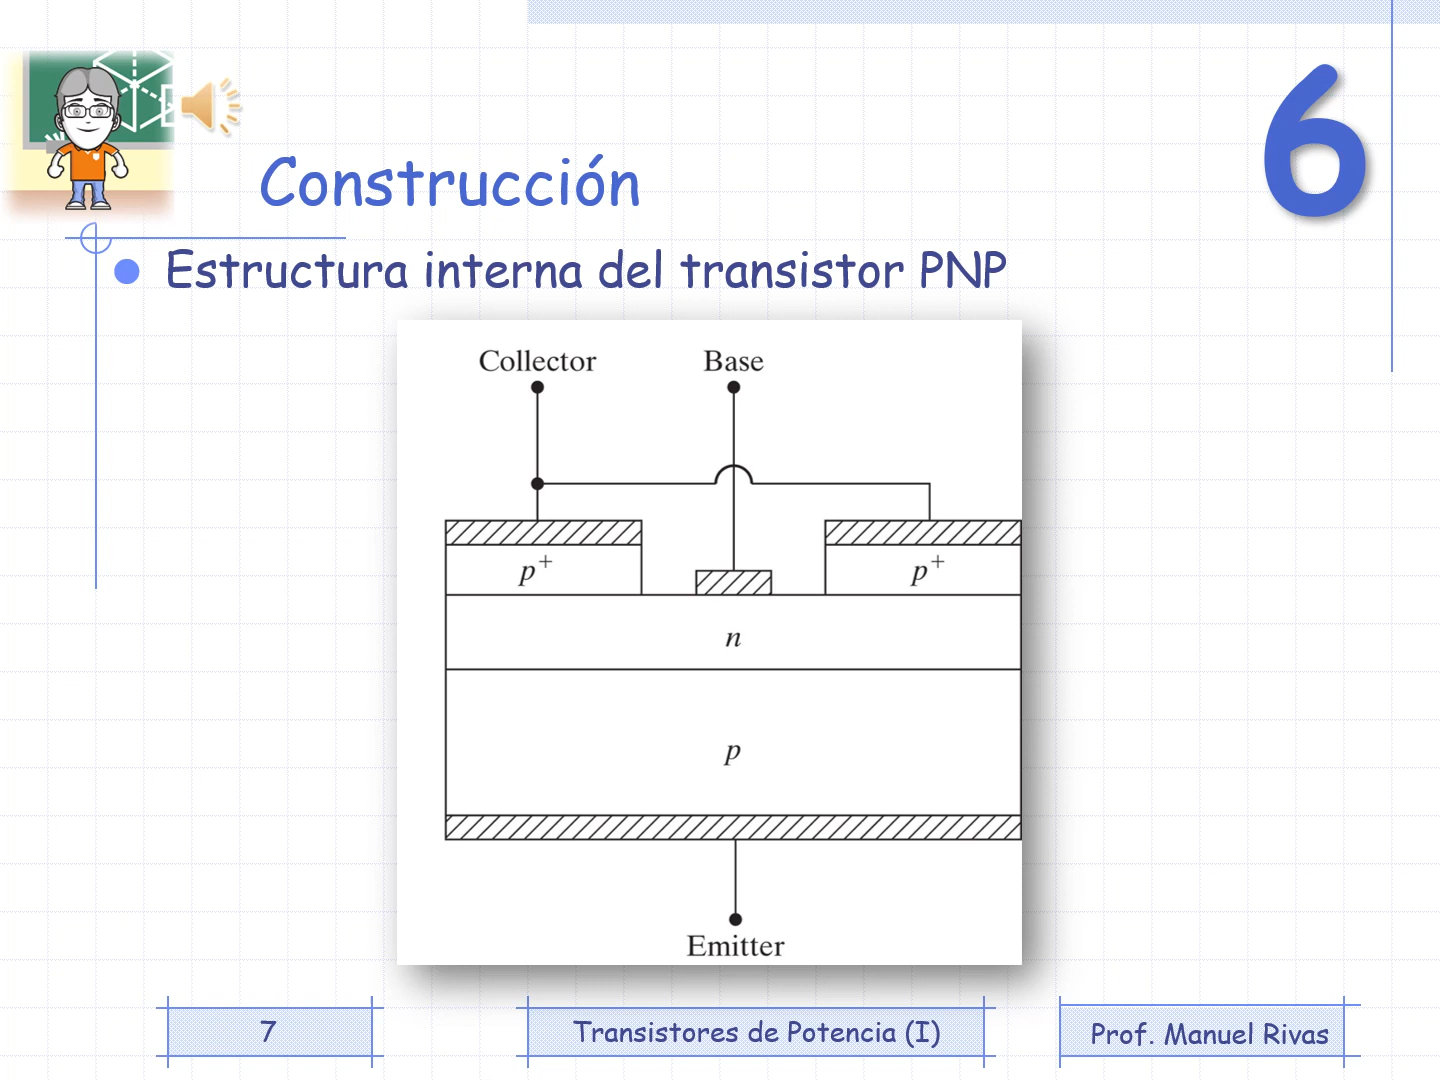 6
Construcción
Estructura interna del transistor PNP
Collector Base
p+ p+
n
p
Emitter
7 Transistores de Potencia (I) Prof. Manuel Rivas